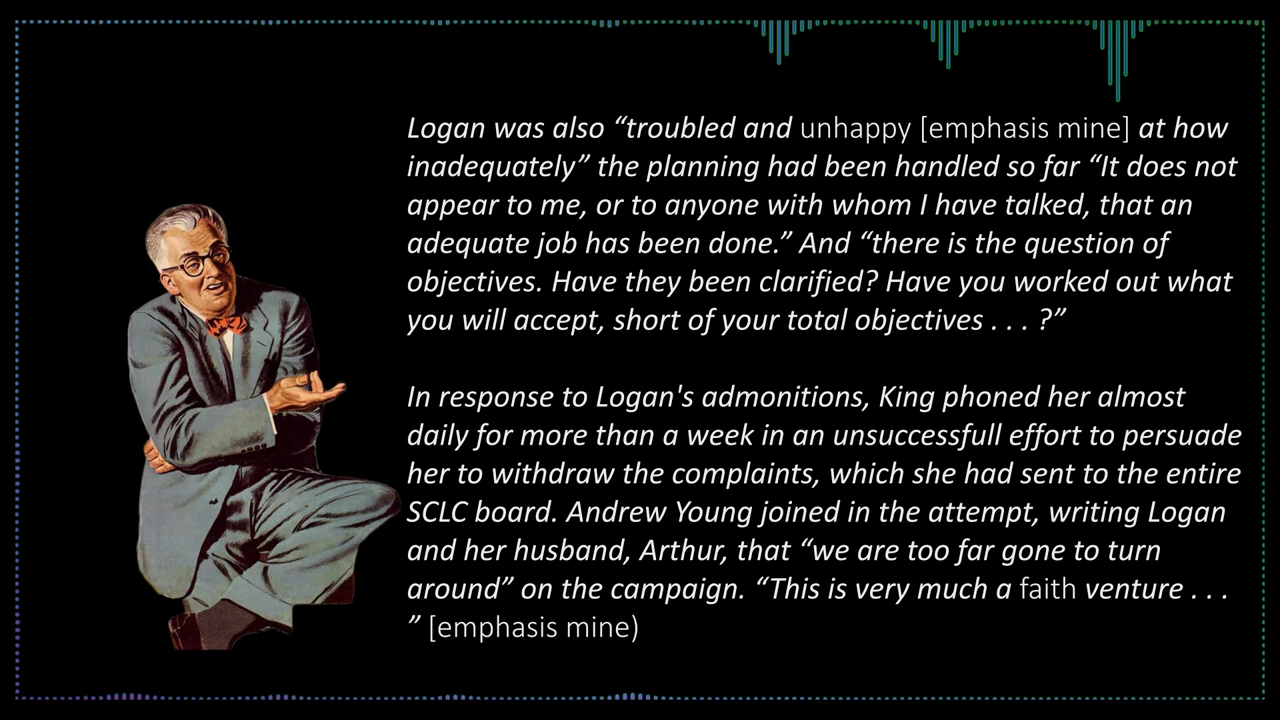 Logan was also “troubled and unhappy [emphasis mine] at how
inadequately” the planning had been handled so far “It does not
appear to me, or to anyone with whom I have talked, that an
adequate job has been done.” And “there is the question of
objectives. Have they been clarified? Have you worked out what
you will accept, short of your total objectives . . . ?”
In response to Logan's admonitions, King phoned her almost
daily for more than a week in an unsuccessfull effort to persuade
her to withdraw the complaints, which she had sent to the entire
SCLC board. Andrew Young joined in the attempt, writing Logan
and her husband, Arthur, that “we are too far gone to turn
around” on the campaign. “This is very much a faith venture . . .
” [emphasis mine)